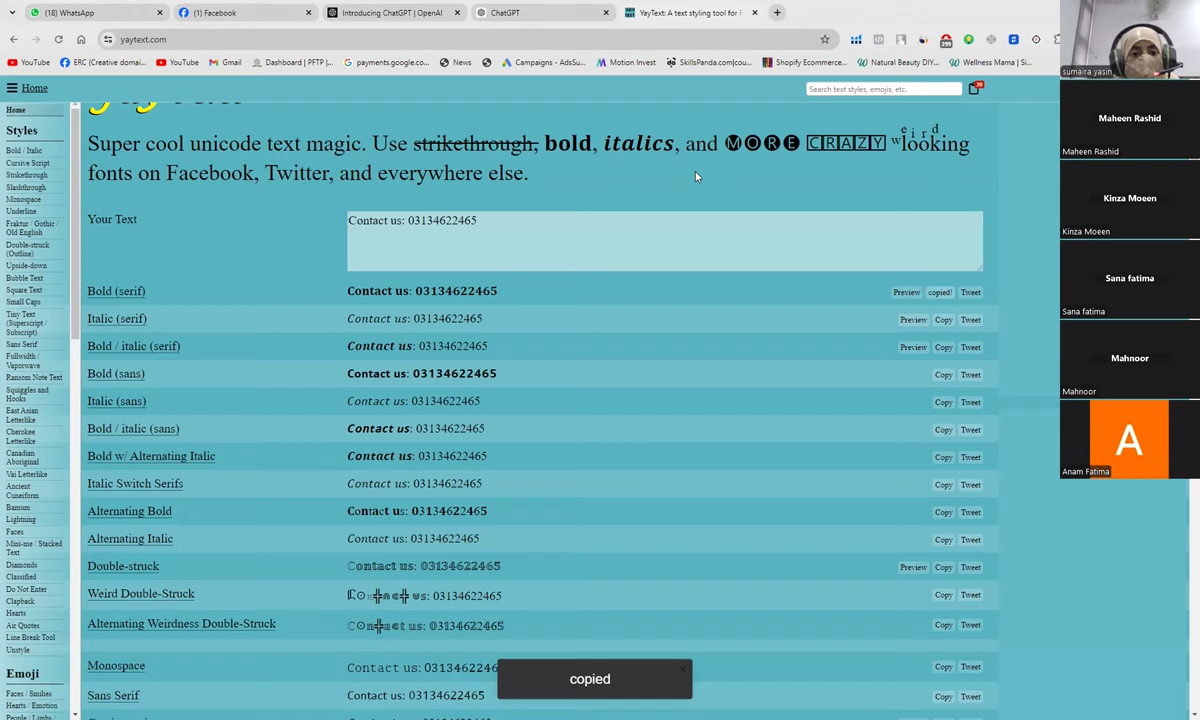 (18) WhatsApp
(1) Facebook
Introducing ChatGPT | OpenAI
ChatGPT
YayText: A text styling tool for F
yaytext.com
YouTube
ERC (Creative domai...
YouTube
Gmail
Dashboard | PFTP |...
payments.google.co...
News
Campaigns - AdsSu...
Motion Invest
SkillsPanda.com|cou...
Shopify Ecommerce...
Natural Beauty DIY...
Wellness Mama | Si...
Home
Search text styles, emojis, etc.
Home
Styles
Bold / Italic
Cursive Script
Strikethrough
Slashthrough
Monospace
Underline
Fraktur / Gothic /
Old English
Double-struck
(Outline)
Upside-down
Bubble Text
Square Text
Small Caps
Tiny Text
(Superscript /
Subscript)
Sans Serif
Fullwidth /
Vaporwave
Ransom Note Text
Squiggles and
Hooks
East Asian
Letterlike
Cherokee
Letterlike
Canadian
Aboriginal
Vai Letterlike
Ancient
Cuneiform
Bamum
Lightning
Faces
Mini-me / Stacked
Text
Diamonds
Classified
Do Not Enter
Clapback
Hearts
Air Quotes
Line Break Tool
Unstyle
Emoji
Faces / Smilies
Hearts / Emotion
People / Limbs /
Super cool unicode text magic. Use strikethrough, bold, italics, and MORE CRAZY weird looking
fonts on Facebook, Twitter, and everywhere else.
Your Text
Contact us: 03134622465
Bold (serif) Contact us: 03134622465 Preview copied! Tweet
Italic (serif) Contact us: 03134622465 Preview Copy Tweet
Bold / italic (serif) Contact us: 03134622465 Preview Copy Tweet
Bold (sans) Contact us: 03134622465 Copy Tweet
Italic (sans) Contact us: 03134622465 Copy Tweet
Bold / italic (sans) Contact us: 03134622465 Copy Tweet
Bold w/ Alternating Italic Contact us: 03134622465 Copy Tweet
Italic Switch Serifs Contact us: 03134622465 Copy Tweet
Alternating Bold Contact us: 03134622465 Copy Tweet
Alternating Italic Contact us: 03134622465 Copy Tweet
Double-struck Contact us: 03134622465 Preview Copy Tweet
Weird Double-Struck Contact us: 03134622465 Copy Tweet
Alternating Weirdness Double-Struck Contact us: 03134622465 Copy Tweet
Monospace Contact us: 0313462246 Copy Tweet
Sans Serif Contact us: 03134622465 Copy Tweet
copied
sumaira yasin
Maheen Rashid
Maheen Rashid
Kinza Moeen
Kinza Moeen
Sana fatima
Sana fatima
Mahnoor
Mahnoor
A
Anam Fatima